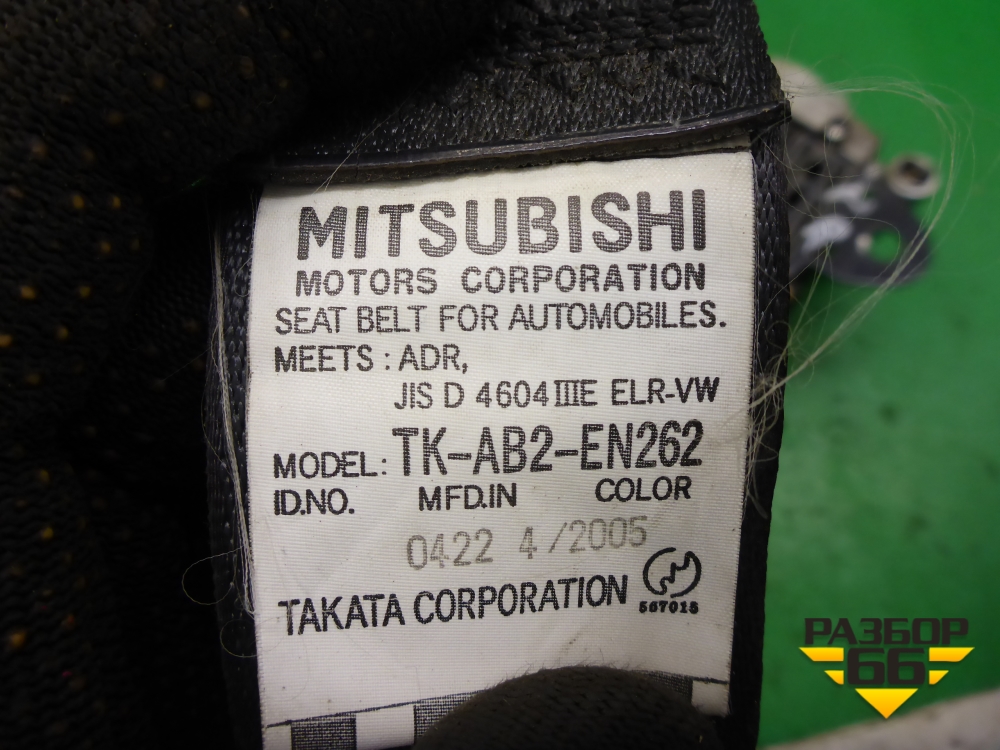 MITSUBISHI
MOTORS CORPORATION
SEAT BELT FOR AUTOMOBILES.
MEETS : ADR,
JIS D 4604 IIIE ELR-VW
MODEL: TK-AB2-EN262
ID.NO. MFD.IN COLOR
0422 4/2005
TAKATA CORPORATION
567015
РАЗБОР
66